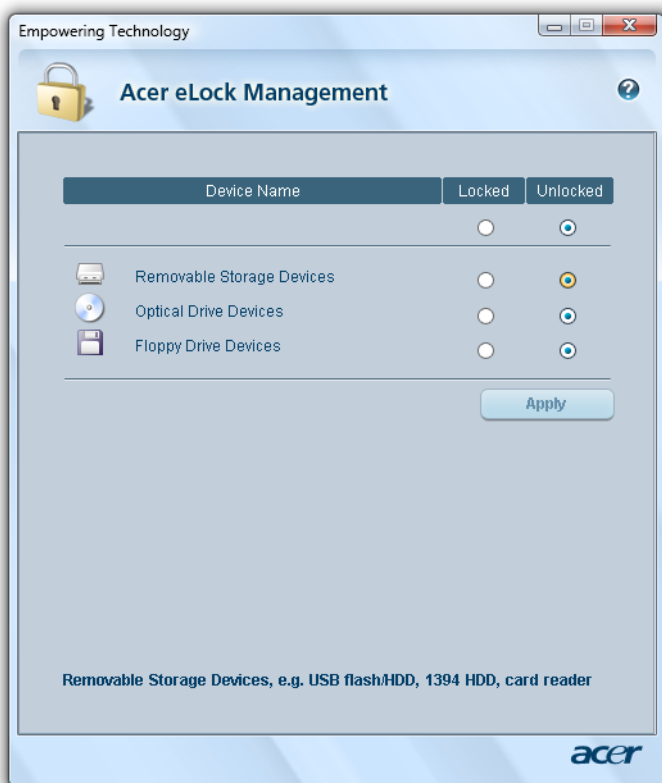 Empowering Technology
Acer eLock Management
?
Device Name Locked Unlocked
Removable Storage Devices
Optical Drive Devices
Floppy Drive Devices
Apply
Removable Storage Devices, e.g. USB flash/HDD, 1394 HDD, card reader
acer